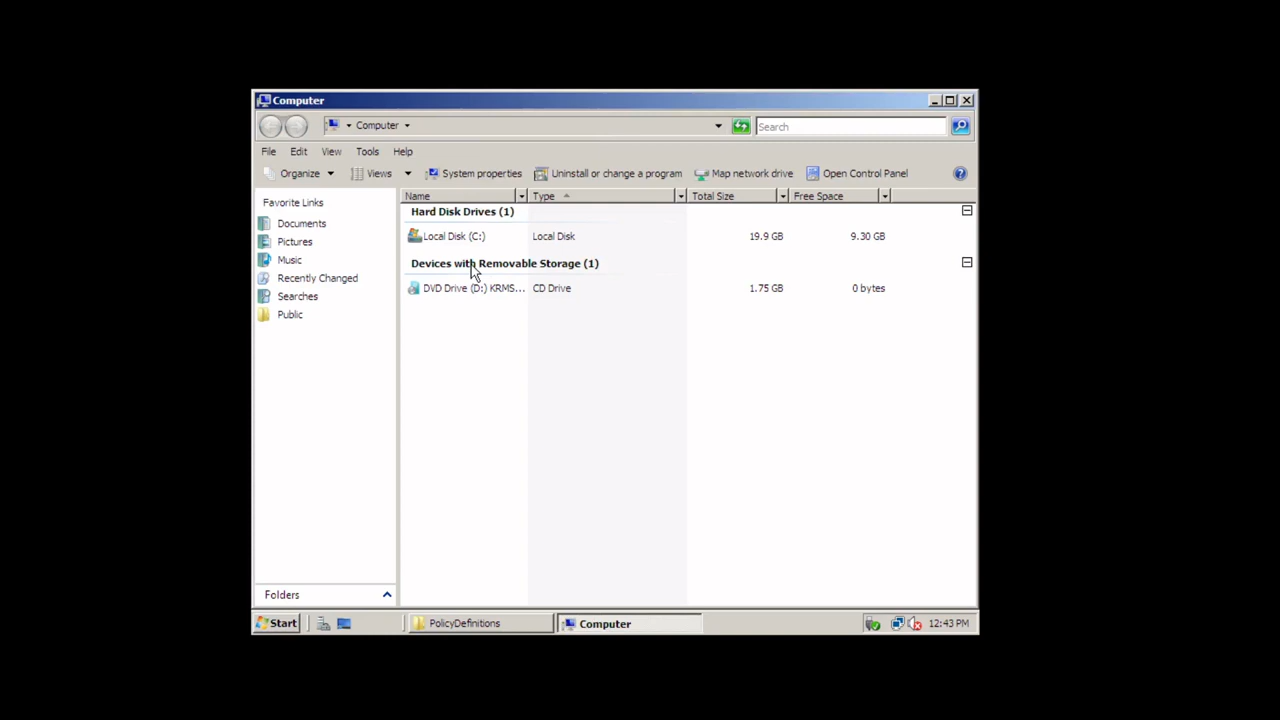 Computer
Computer
Search
File Edit View Tools Help
Organize Views System properties Uninstall or change a program Map network drive Open Control Panel
Favorite Links
Documents
Pictures
Music
Recently Changed
Searches
Public
Folders
Name Type Total Size Free Space
Hard Disk Drives (1)
Local Disk (C:) Local Disk 19.9 GB 9.30 GB
Devices with Removable Storage (1)
DVD Drive (D:) KRMS... CD Drive 1.75 GB 0 bytes
Start PolicyDefinitions Computer 12:43 PM